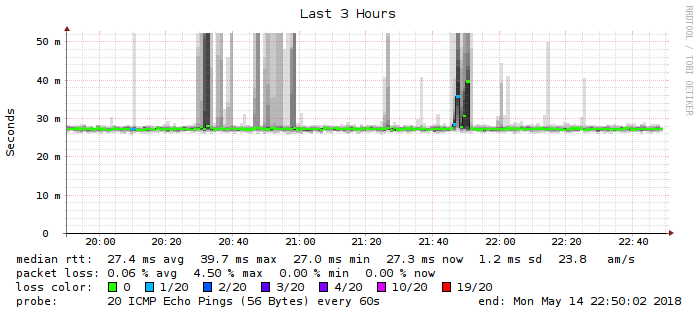 Last 3 Hours
RRDTOOL / TOBI OETIKER
Seconds
50 m
40 m
30 m
20 m
10 m
0
20:00 20:20 20:40 21:00 21:20 21:40 22:00 22:20 22:40
median rtt: 27.4 ms avg 39.7 ms max 27.0 ms min 27.3 ms now 1.2 ms sd 23.8 am/s
packet loss: 0.06 % avg 4.50 % max 0.00 % min 0.00 % now
loss color: 0 1/20 2/20 3/20 4/20 10/20 19/20
probe: 20 ICMP Echo Pings (56 Bytes) every 60s end: Mon May 14 22:50:02 2018